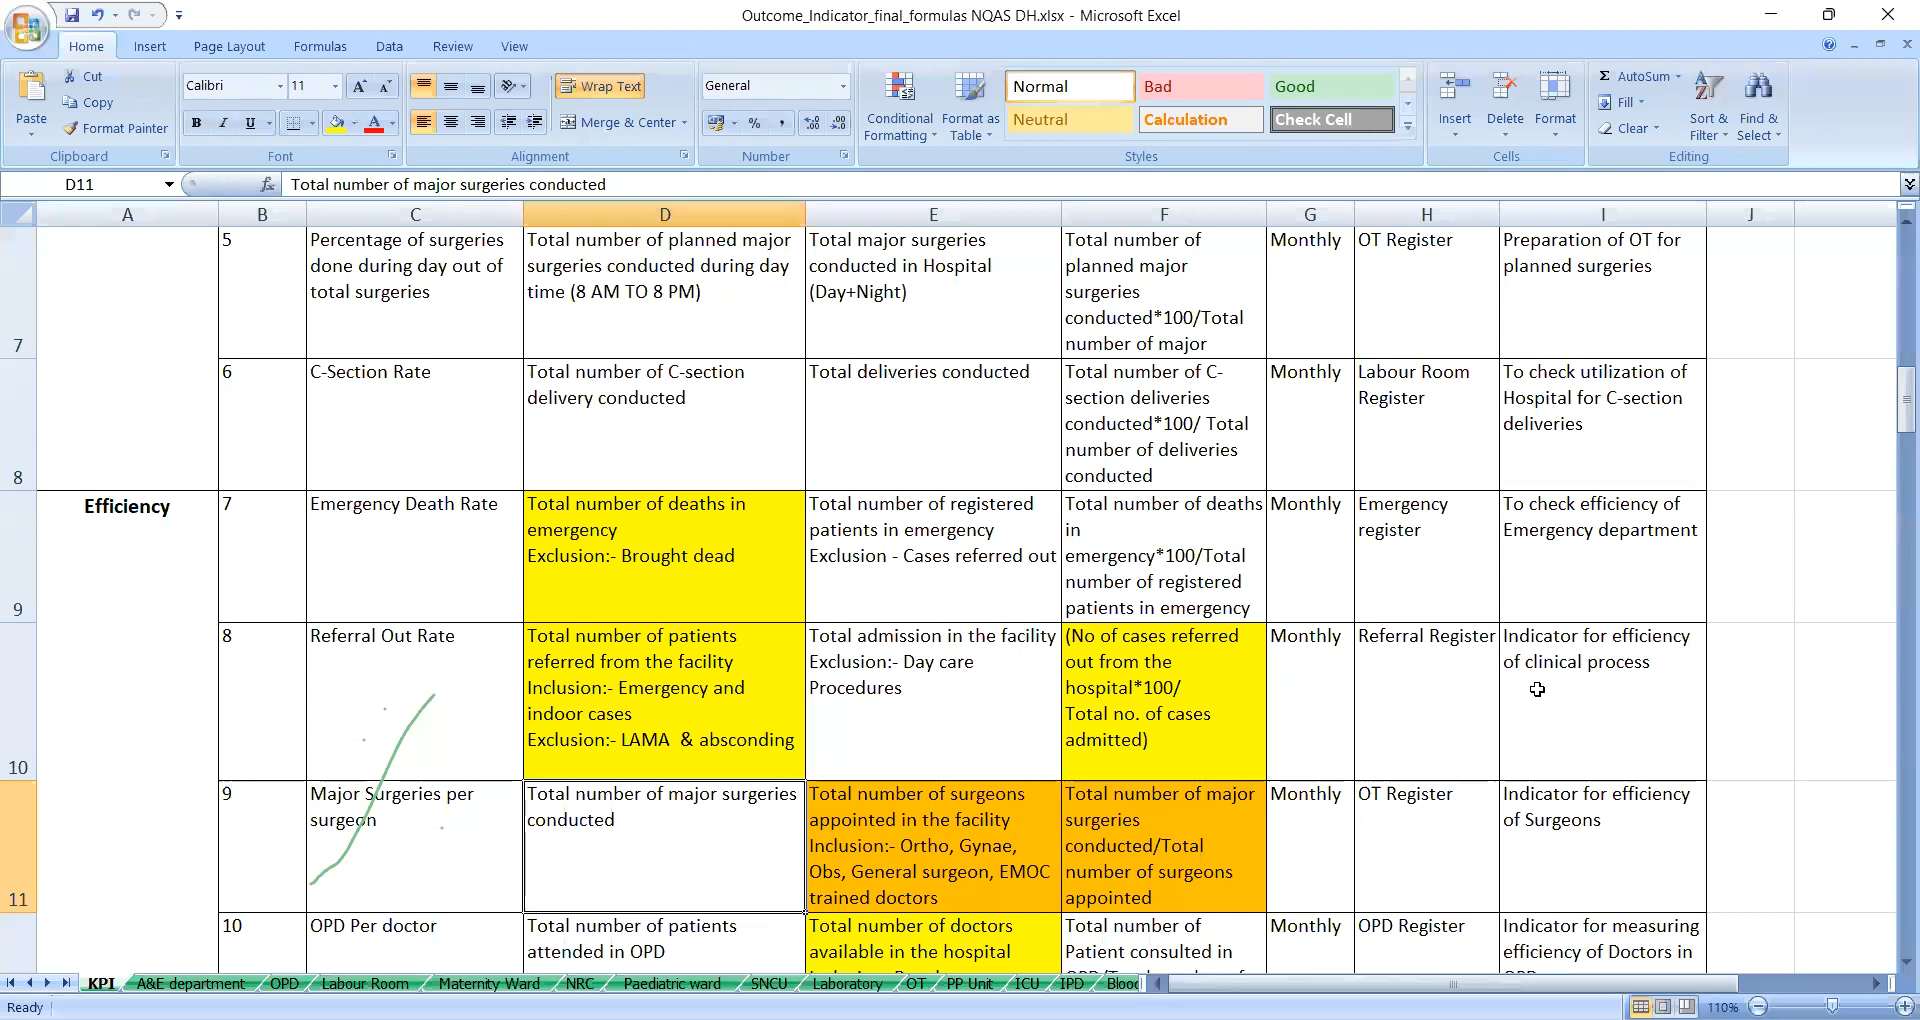 Outcome_Indicator_final_formulas NQAS DH.xlsx - Microsoft Excel
Home Insert Page Layout Formulas Data Review View
Paste
Cut
Copy
Format Painter
Clipboard
Calibri 11
B I U
Font
Wrap Text
Merge & Center
Alignment
General
Number
Conditional
Formatting
Format as
Table
Normal Bad Good
Neutral Calculation Check Cell
Styles
Insert Delete Format
Cells
Σ AutoSum
Fill
Clear
Sort &
Filter
Find &
Select
Editing
D11 fx Total number of major surgeries conducted
A B C D E F G H I J
7
5
Percentage of surgeries
done during day out of
total surgeries
Total number of planned major
surgeries conducted during day
time (8 AM TO 8 PM)
Total major surgeries
conducted in Hospital
(Day+Night)
Total number of
planned major
surgeries
conducted*100/Total
number of major
Monthly
OT Register
Preparation of OT for
planned surgeries
8
6
C-Section Rate
Total number of C-section
delivery conducted
Total deliveries conducted
Total number of C-
section deliveries
conducted*100/ Total
number of deliveries
conducted
Monthly
Labour Room
Register
To check utilization of
Hospital for C-section
deliveries
9
Efficiency
7
Emergency Death Rate
Total number of deaths in
emergency
Exclusion:- Brought dead
Total number of registered
patients in emergency
Exclusion - Cases referred out
Total number of deaths
in
emergency*100/Total
number of registered
patients in emergency
Monthly
Emergency
register
To check efficiency of
Emergency department
10
8
Referral Out Rate
Total number of patients
referred from the facility
Inclusion:- Emergency and
indoor cases
Exclusion:- LAMA & absconding
Total admission in the facility
Exclusion:- Day care
Procedures
(No of cases referred
out from the
hospital*100/
Total no. of cases
admitted)
Monthly
Referral Register
Indicator for efficiency
of clinical process
11
9
Major Surgeries per
surgeon
Total number of major surgeries
conducted
Total number of surgeons
appointed in the facility
Inclusion:- Ortho, Gynae,
Obs, General surgeon, EMOC
trained doctors
Total number of major
surgeries
conducted/Total
number of surgeons
appointed
Monthly
OT Register
Indicator for efficiency
of Surgeons
10
OPD Per doctor
Total number of patients
attended in OPD
Total number of doctors
available in the hospital
Total number of
Patient consulted in
Monthly
OPD Register
Indicator for measuring
efficiency of Doctors in
KPI A&E department OPD Labour Room Maternity Ward NRC Paediatric ward SNCU Laboratory OT PP Unit ICU IPD Blood
Ready
110%